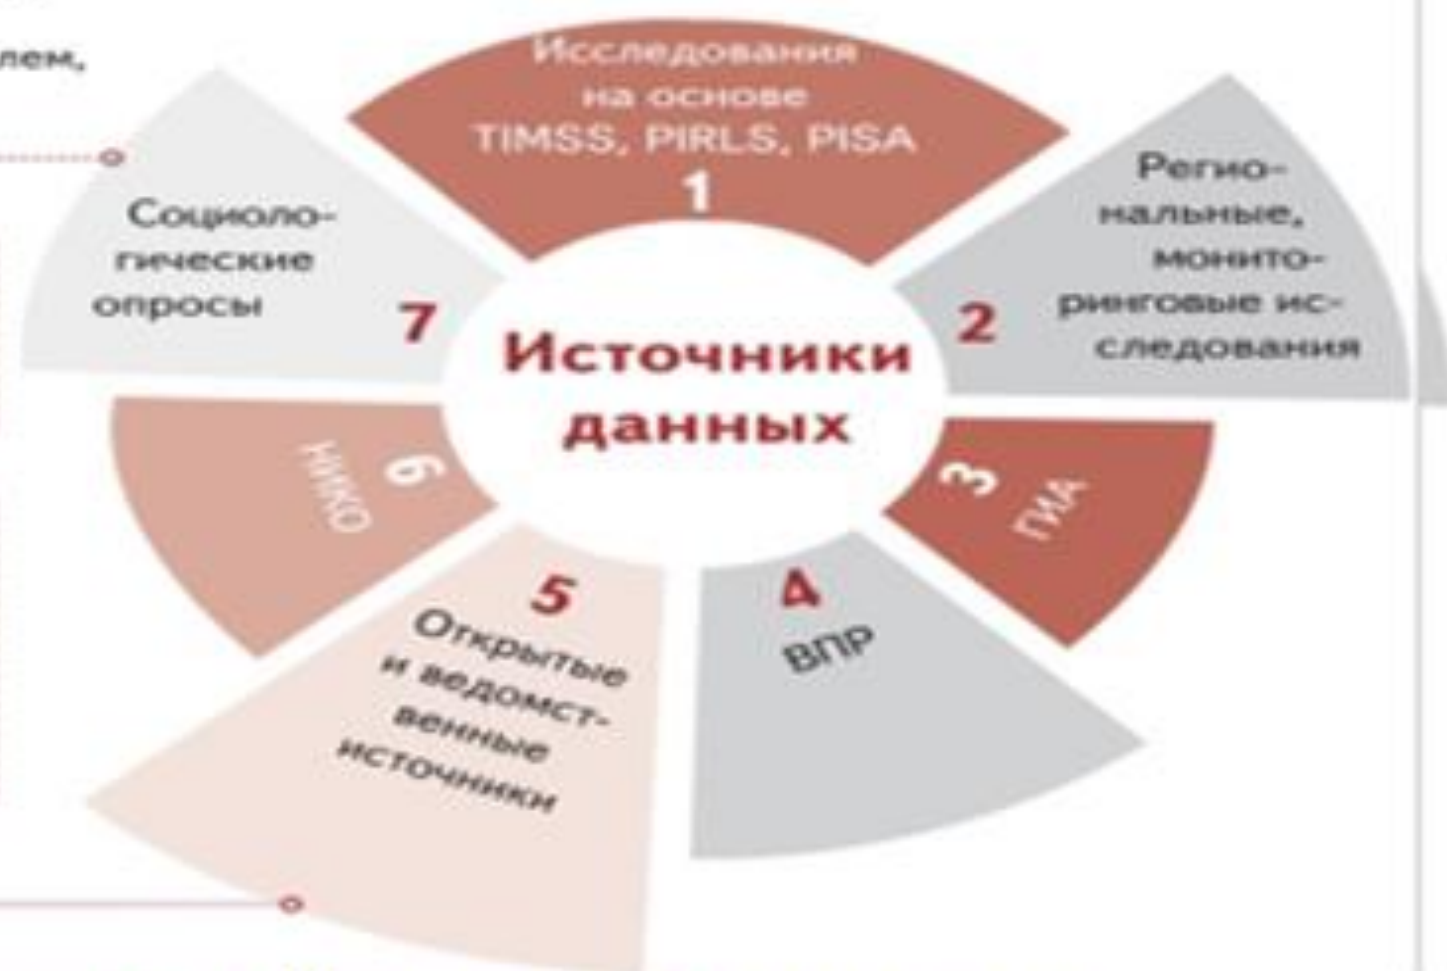 лем,
Исследования
на основе
TIMSS, PIRLS, PISA
1
Регио-
нальные,
монито-
ринговые ис-
следования
2
3
ГИА
4
ВПР
5
Открытые
и ведомст-
венные
источники
6
НИКО
Социоло-
гические
опросы
7
Источники
данных